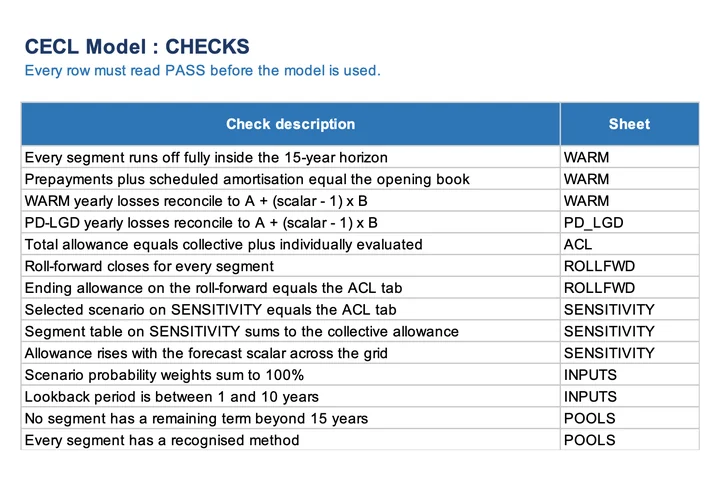 CECL Model : CHECKS
Every row must read PASS before the model is used.
Check description Sheet
Every segment runs off fully inside the 15-year horizon WARM
Prepayments plus scheduled amortisation equal the opening book WARM
WARM yearly losses reconcile to A + (scalar - 1) x B WARM
PD-LGD yearly losses reconcile to A + (scalar - 1) x B PD_LGD
Total allowance equals collective plus individually evaluated ACL
Roll-forward closes for every segment ROLLFWD
Ending allowance on the roll-forward equals the ACL tab ROLLFWD
Selected scenario on SENSITIVITY equals the ACL tab SENSITIVITY
Segment table on SENSITIVITY sums to the collective allowance SENSITIVITY
Allowance rises with the forecast scalar across the grid SENSITIVITY
Scenario probability weights sum to 100% INPUTS
Lookback period is between 1 and 10 years INPUTS
No segment has a remaining term beyond 15 years POOLS
Every segment has a recognised method POOLS